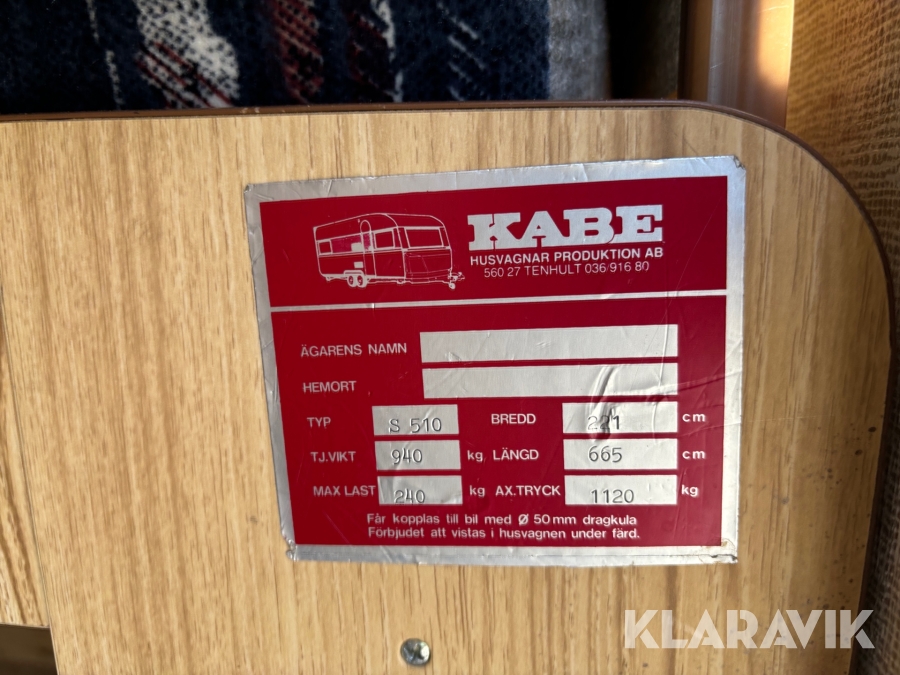 KABE
HUSVAGNAR PRODUKTION AB
560 27 TENHULT 036/916 80
ÄGARENS NAMN
HEMORT
TYP S 510 BREDD 221 cm
TJ.VIKT 940 kg LÄNGD 665 cm
MAX LAST 240 kg AX.TRYCK 1120 kg
Får kopplas till bil med Ø 50 mm dragkula
Förbjudet att vistas i husvagnen under färd.
KLARAVIK